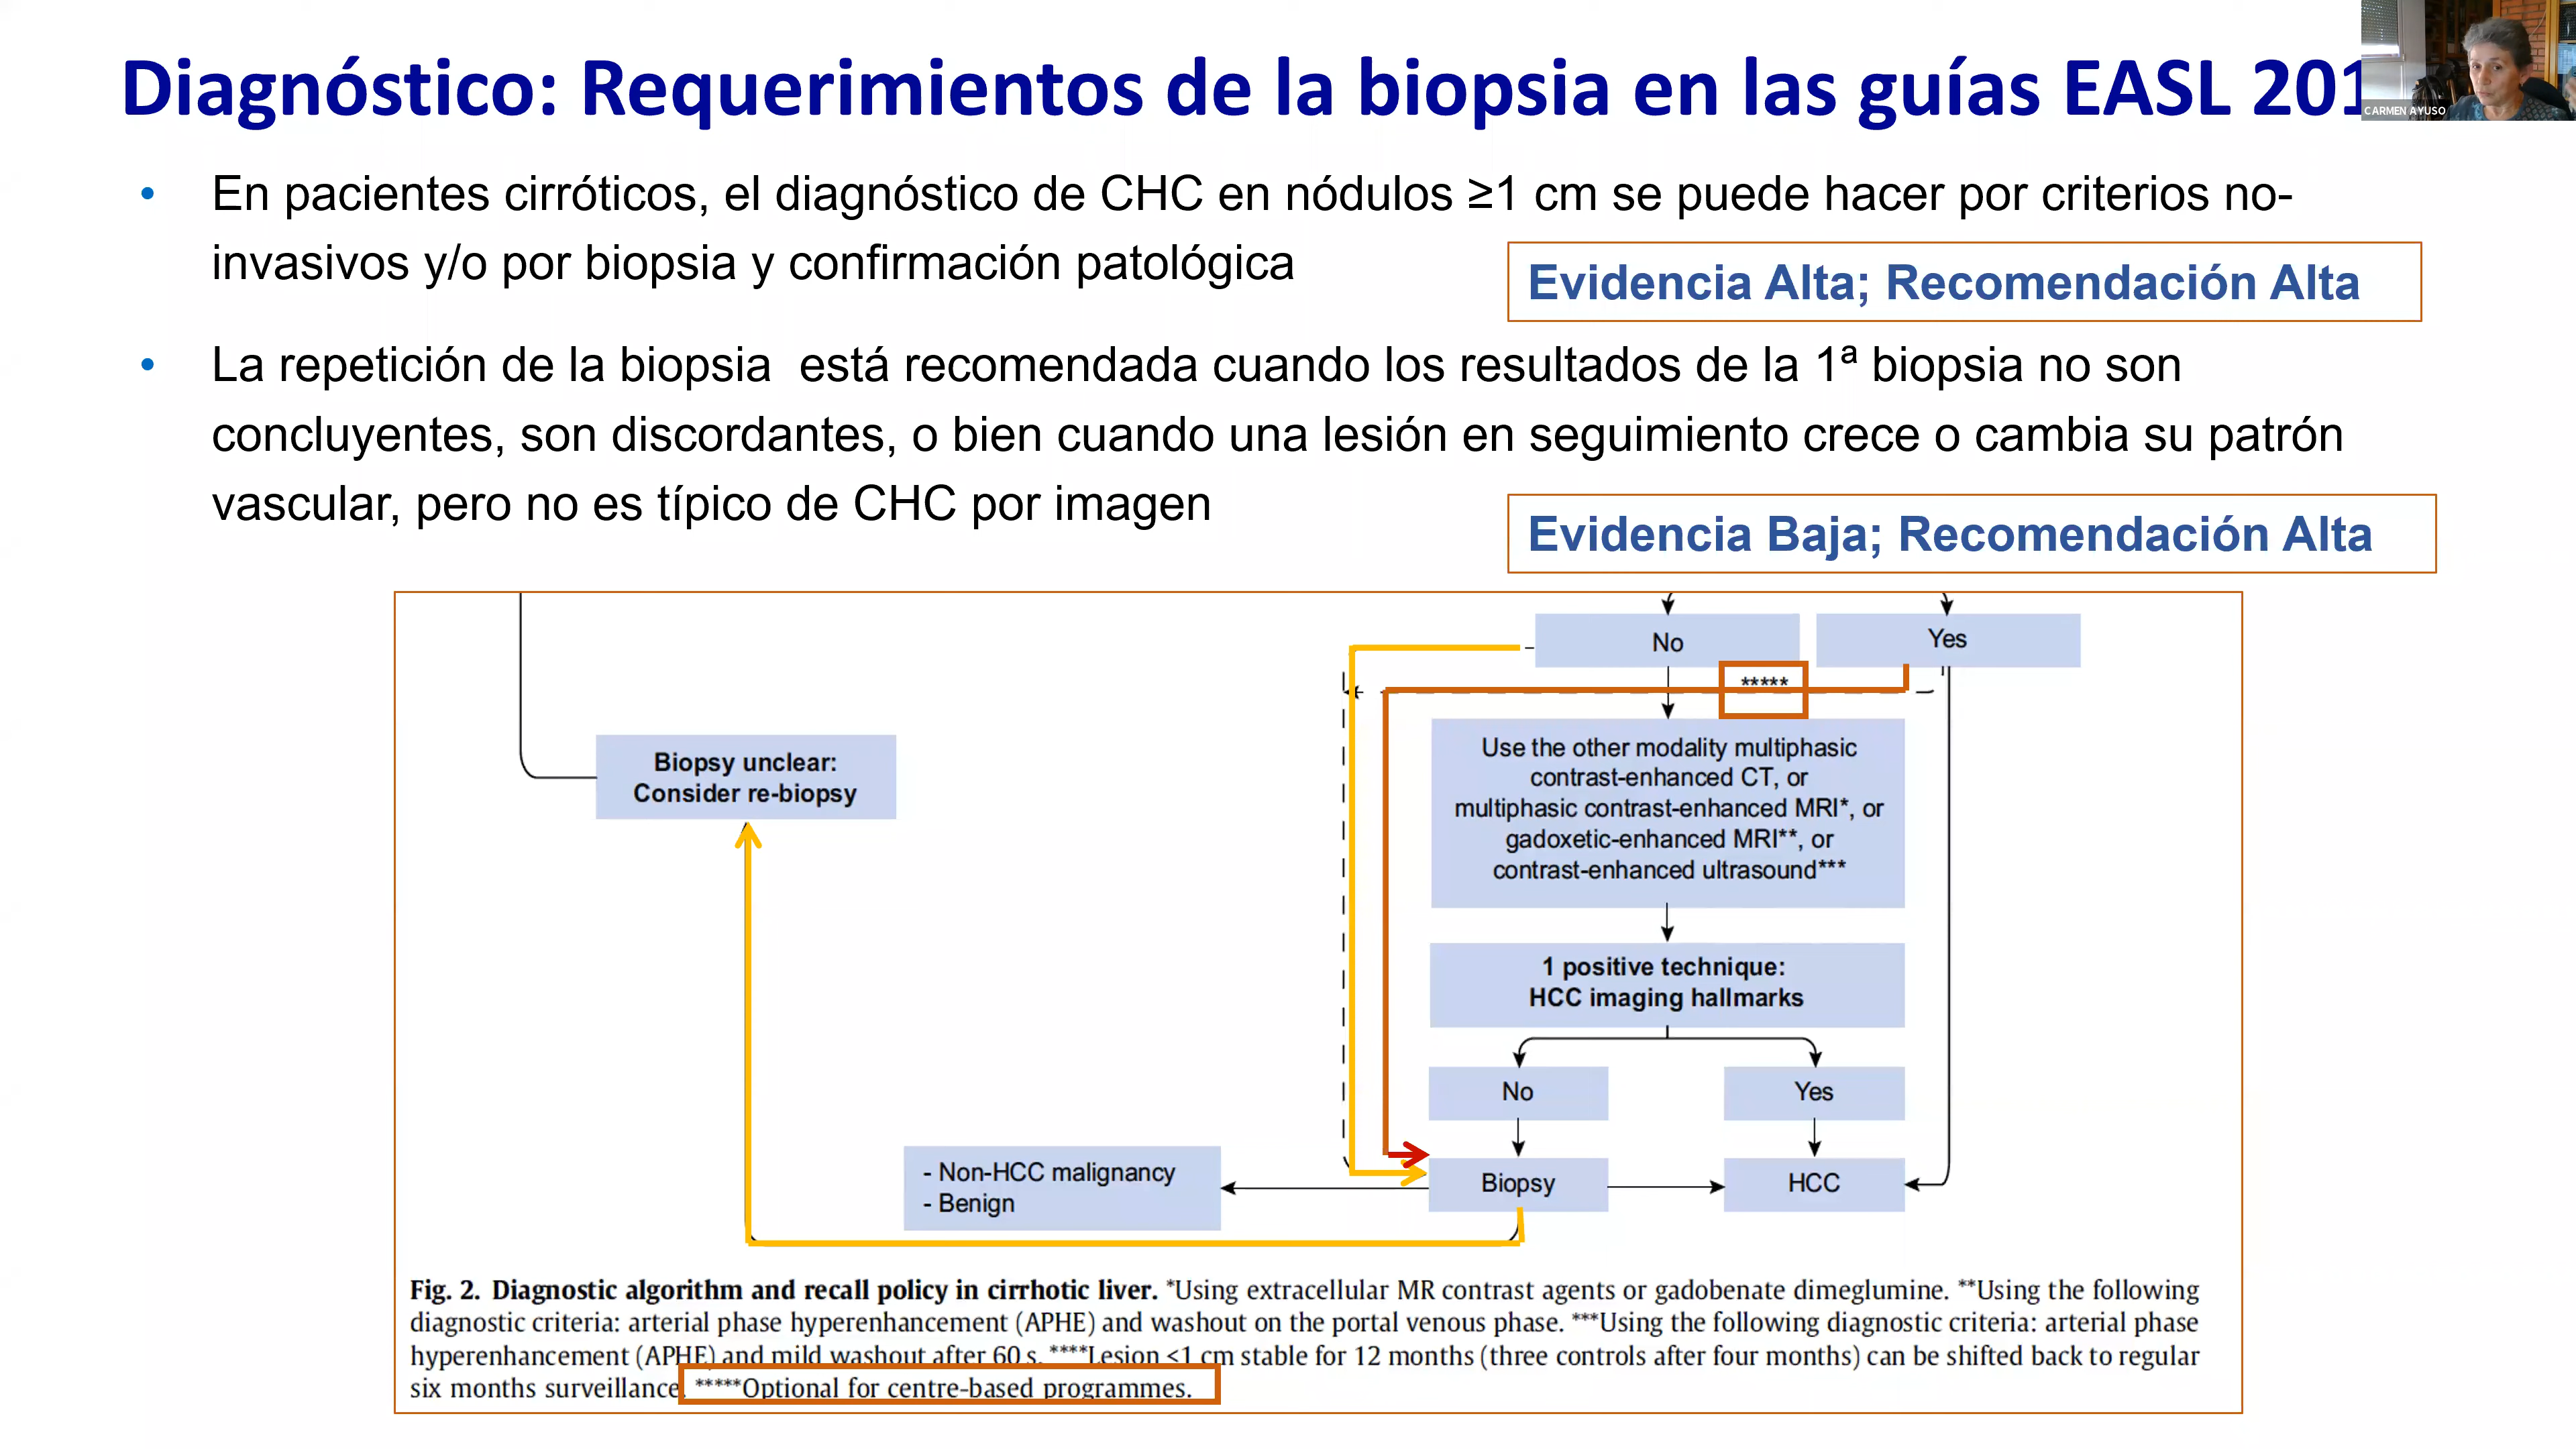 Diagnóstico: Requerimientos de la biopsia en las guías EASL 201
CARMEN AYUSO
• En pacientes cirróticos, el diagnóstico de CHC en nódulos ≥1 cm se puede hacer por criterios no-
invasivos y/o por biopsia y confirmación patológica
Evidencia Alta; Recomendación Alta
• La repetición de la biopsia está recomendada cuando los resultados de la 1ª biopsia no son
concluyentes, son discordantes, o bien cuando una lesión en seguimiento crece o cambia su patrón
vascular, pero no es típico de CHC por imagen
Evidencia Baja; Recomendación Alta
No
Yes
*****
Biopsy unclear:
Consider re-biopsy
Use the other modality multiphasic
contrast-enhanced CT, or
multiphasic contrast-enhanced MRI*, or
gadoxetic-enhanced MRI**, or
contrast-enhanced ultrasound***
1 positive technique:
HCC imaging hallmarks
No
Yes
- Non-HCC malignancy
- Benign
Biopsy
HCC
Fig. 2. Diagnostic algorithm and recall policy in cirrhotic liver. *Using extracellular MR contrast agents or gadobenate dimeglumine. **Using the following
diagnostic criteria: arterial phase hyperenhancement (APHE) and washout on the portal venous phase. ***Using the following diagnostic criteria: arterial phase
hyperenhancement (APHE) and mild washout after 60 s. ****Lesion <1 cm stable for 12 months (three controls after four months) can be shifted back to regular
six months surveillance. *****Optional for centre-based programmes.